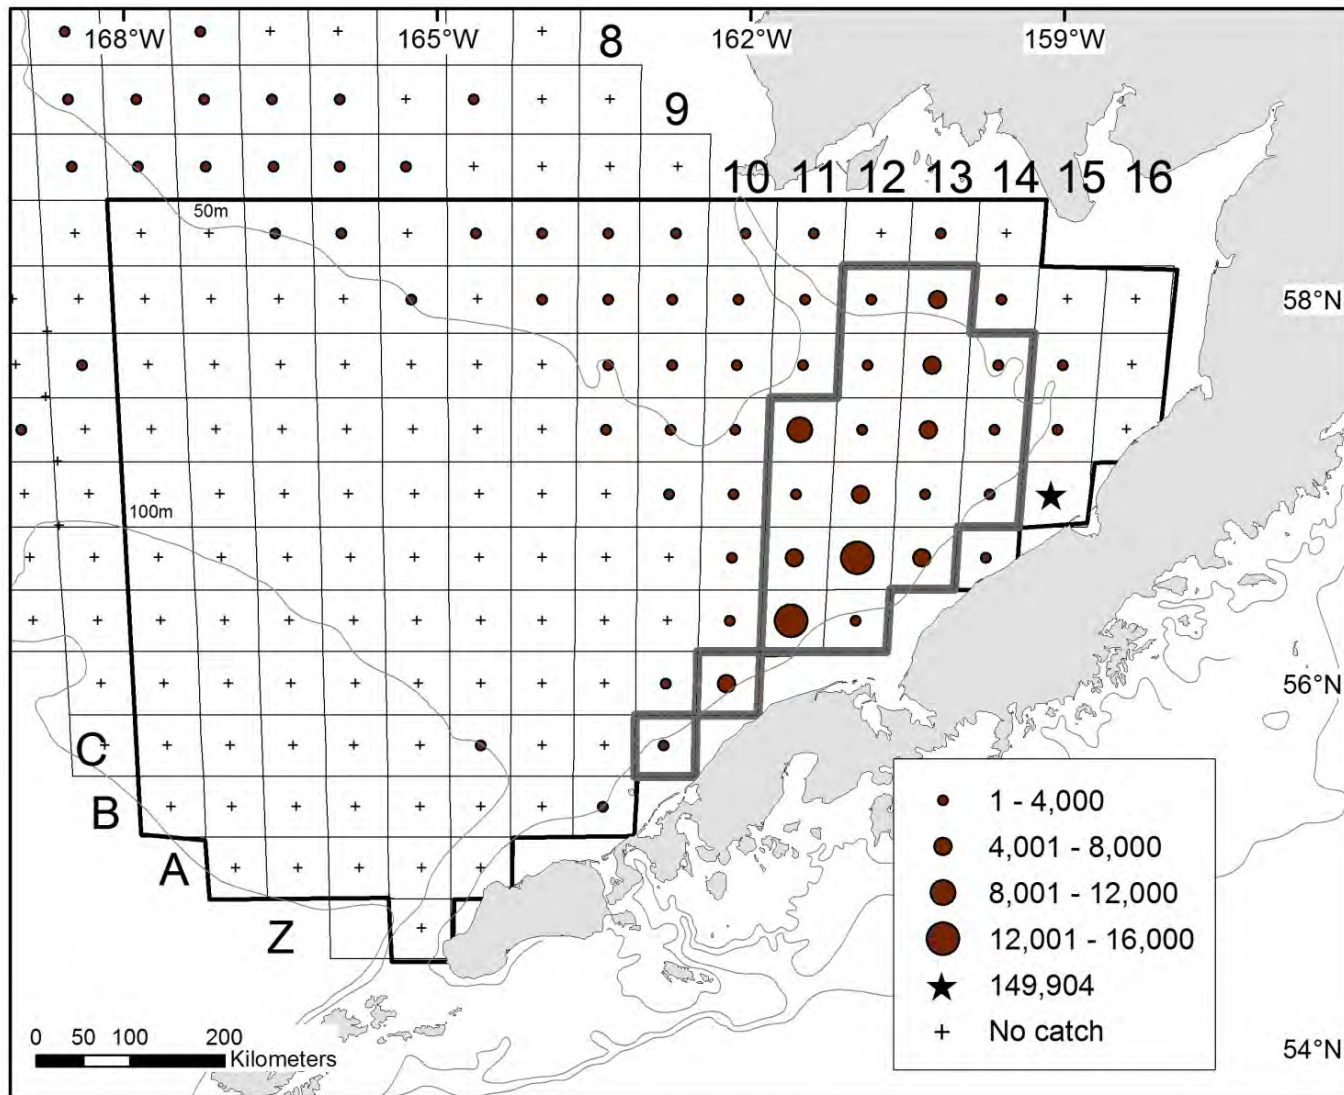 168°W 165°W 162°W 159°W
8
9
10 11 12 13 14 15 16
50m
58°N
100m
56°N
C
B
A
Z
1 - 4,000
4,001 - 8,000
8,001 - 12,000
12,001 - 16,000
149,904
No catch
0 50 100 200
Kilometers
54°N